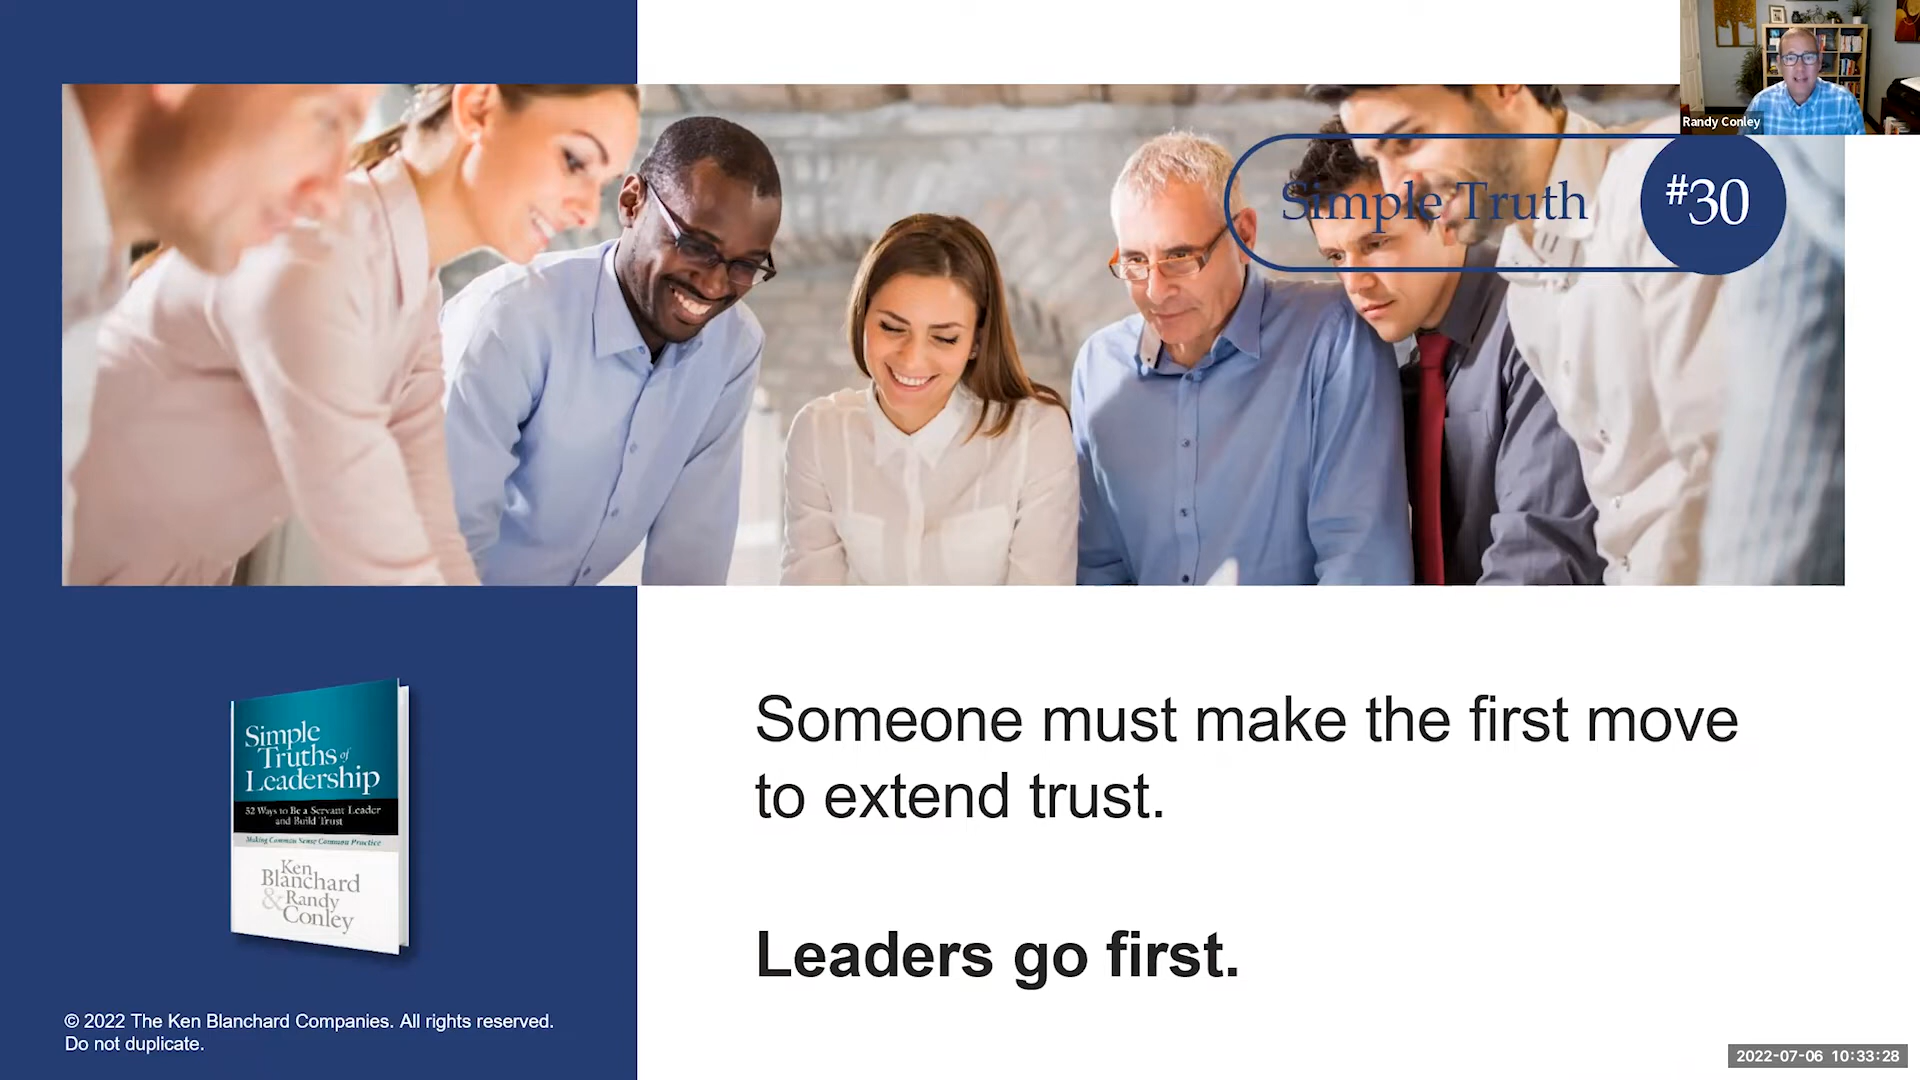 Randy Conley
Simple Truth
#30
Someone must make the first move
to extend trust.
Leaders go first.
Simple
Truths of
Leadership
52 Ways to Be a Servant Leader
and Build Trust
Making Common Sense Common Practice
Ken
Blanchard
& Randy
Conley
© 2022 The Ken Blanchard Companies. All rights reserved.
Do not duplicate.
2022-07-06 10:33:28